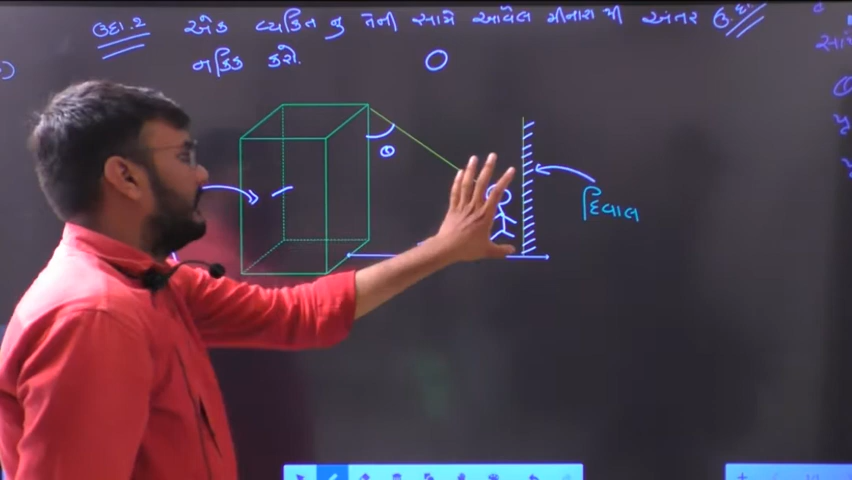 ઉદા.૨ એક વ્યકિત નુ તેની સામે આવેલ મીનારા થી અંતર
નક્કિ કરો.
દિવાલ